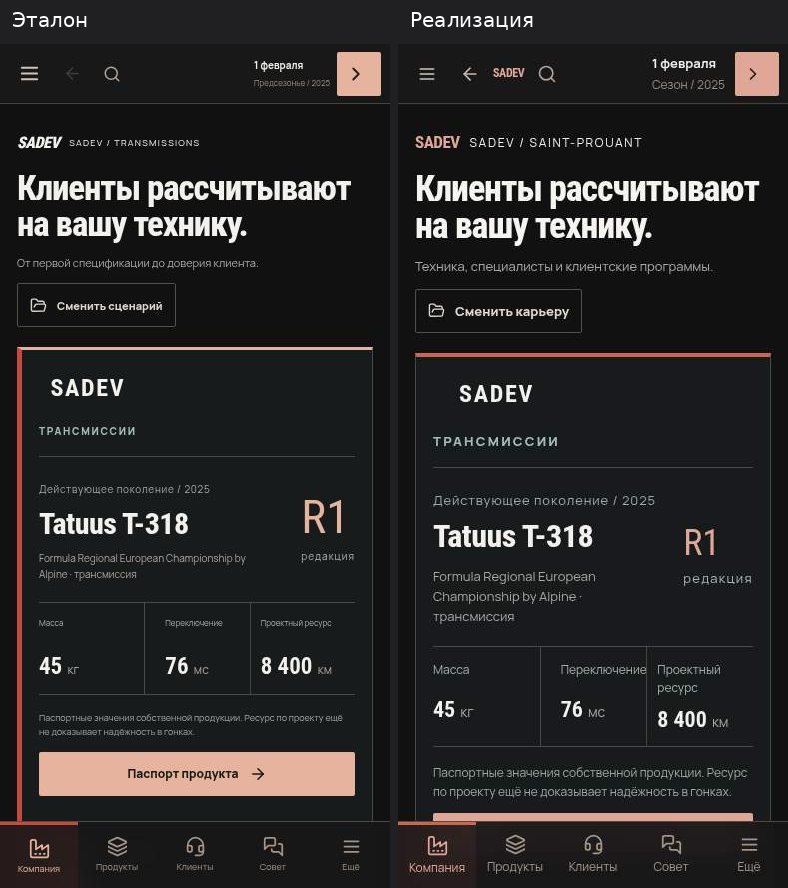 Эталон
1 февраля
Предсезонье / 2025
SADEV SADEV / TRANSMISSIONS
Клиенты рассчитывают
на вашу технику.
От первой спецификации до доверия клиента.
Сменить сценарий
SADEV
ТРАНСМИССИИ
Действующее поколение / 2025
Tatuus T-318
R1
редакция
Formula Regional European Championship by
Alpine · трансмиссия
Масса Переключение Проектный ресурс
45 кг 76 мс 8 400 км
Паспортные значения собственной продукции. Ресурс по проекту ещё
не доказывает надёжность в гонках.
Паспорт продукта
Компания Продукты Клиенты Совет Ещё
Реализация
SADEV
1 февраля
Сезон / 2025
SADEV SADEV / SAINT-PROUANT
Клиенты рассчитывают
на вашу технику.
Техника, специалисты и клиентские программы.
Сменить карьеру
SADEV
ТРАНСМИССИИ
Действующее поколение / 2025
Tatuus T-318
R1
редакция
Formula Regional European
Championship by Alpine ·
трансмиссия
Масса Переключение Проектный
ресурс
45 кг 76 мс 8 400 км
Паспортные значения собственной продукции. Ресурс
по проекту ещё не доказывает надёжность в гонках.
Компания Продукты Клиенты Совет Ещё